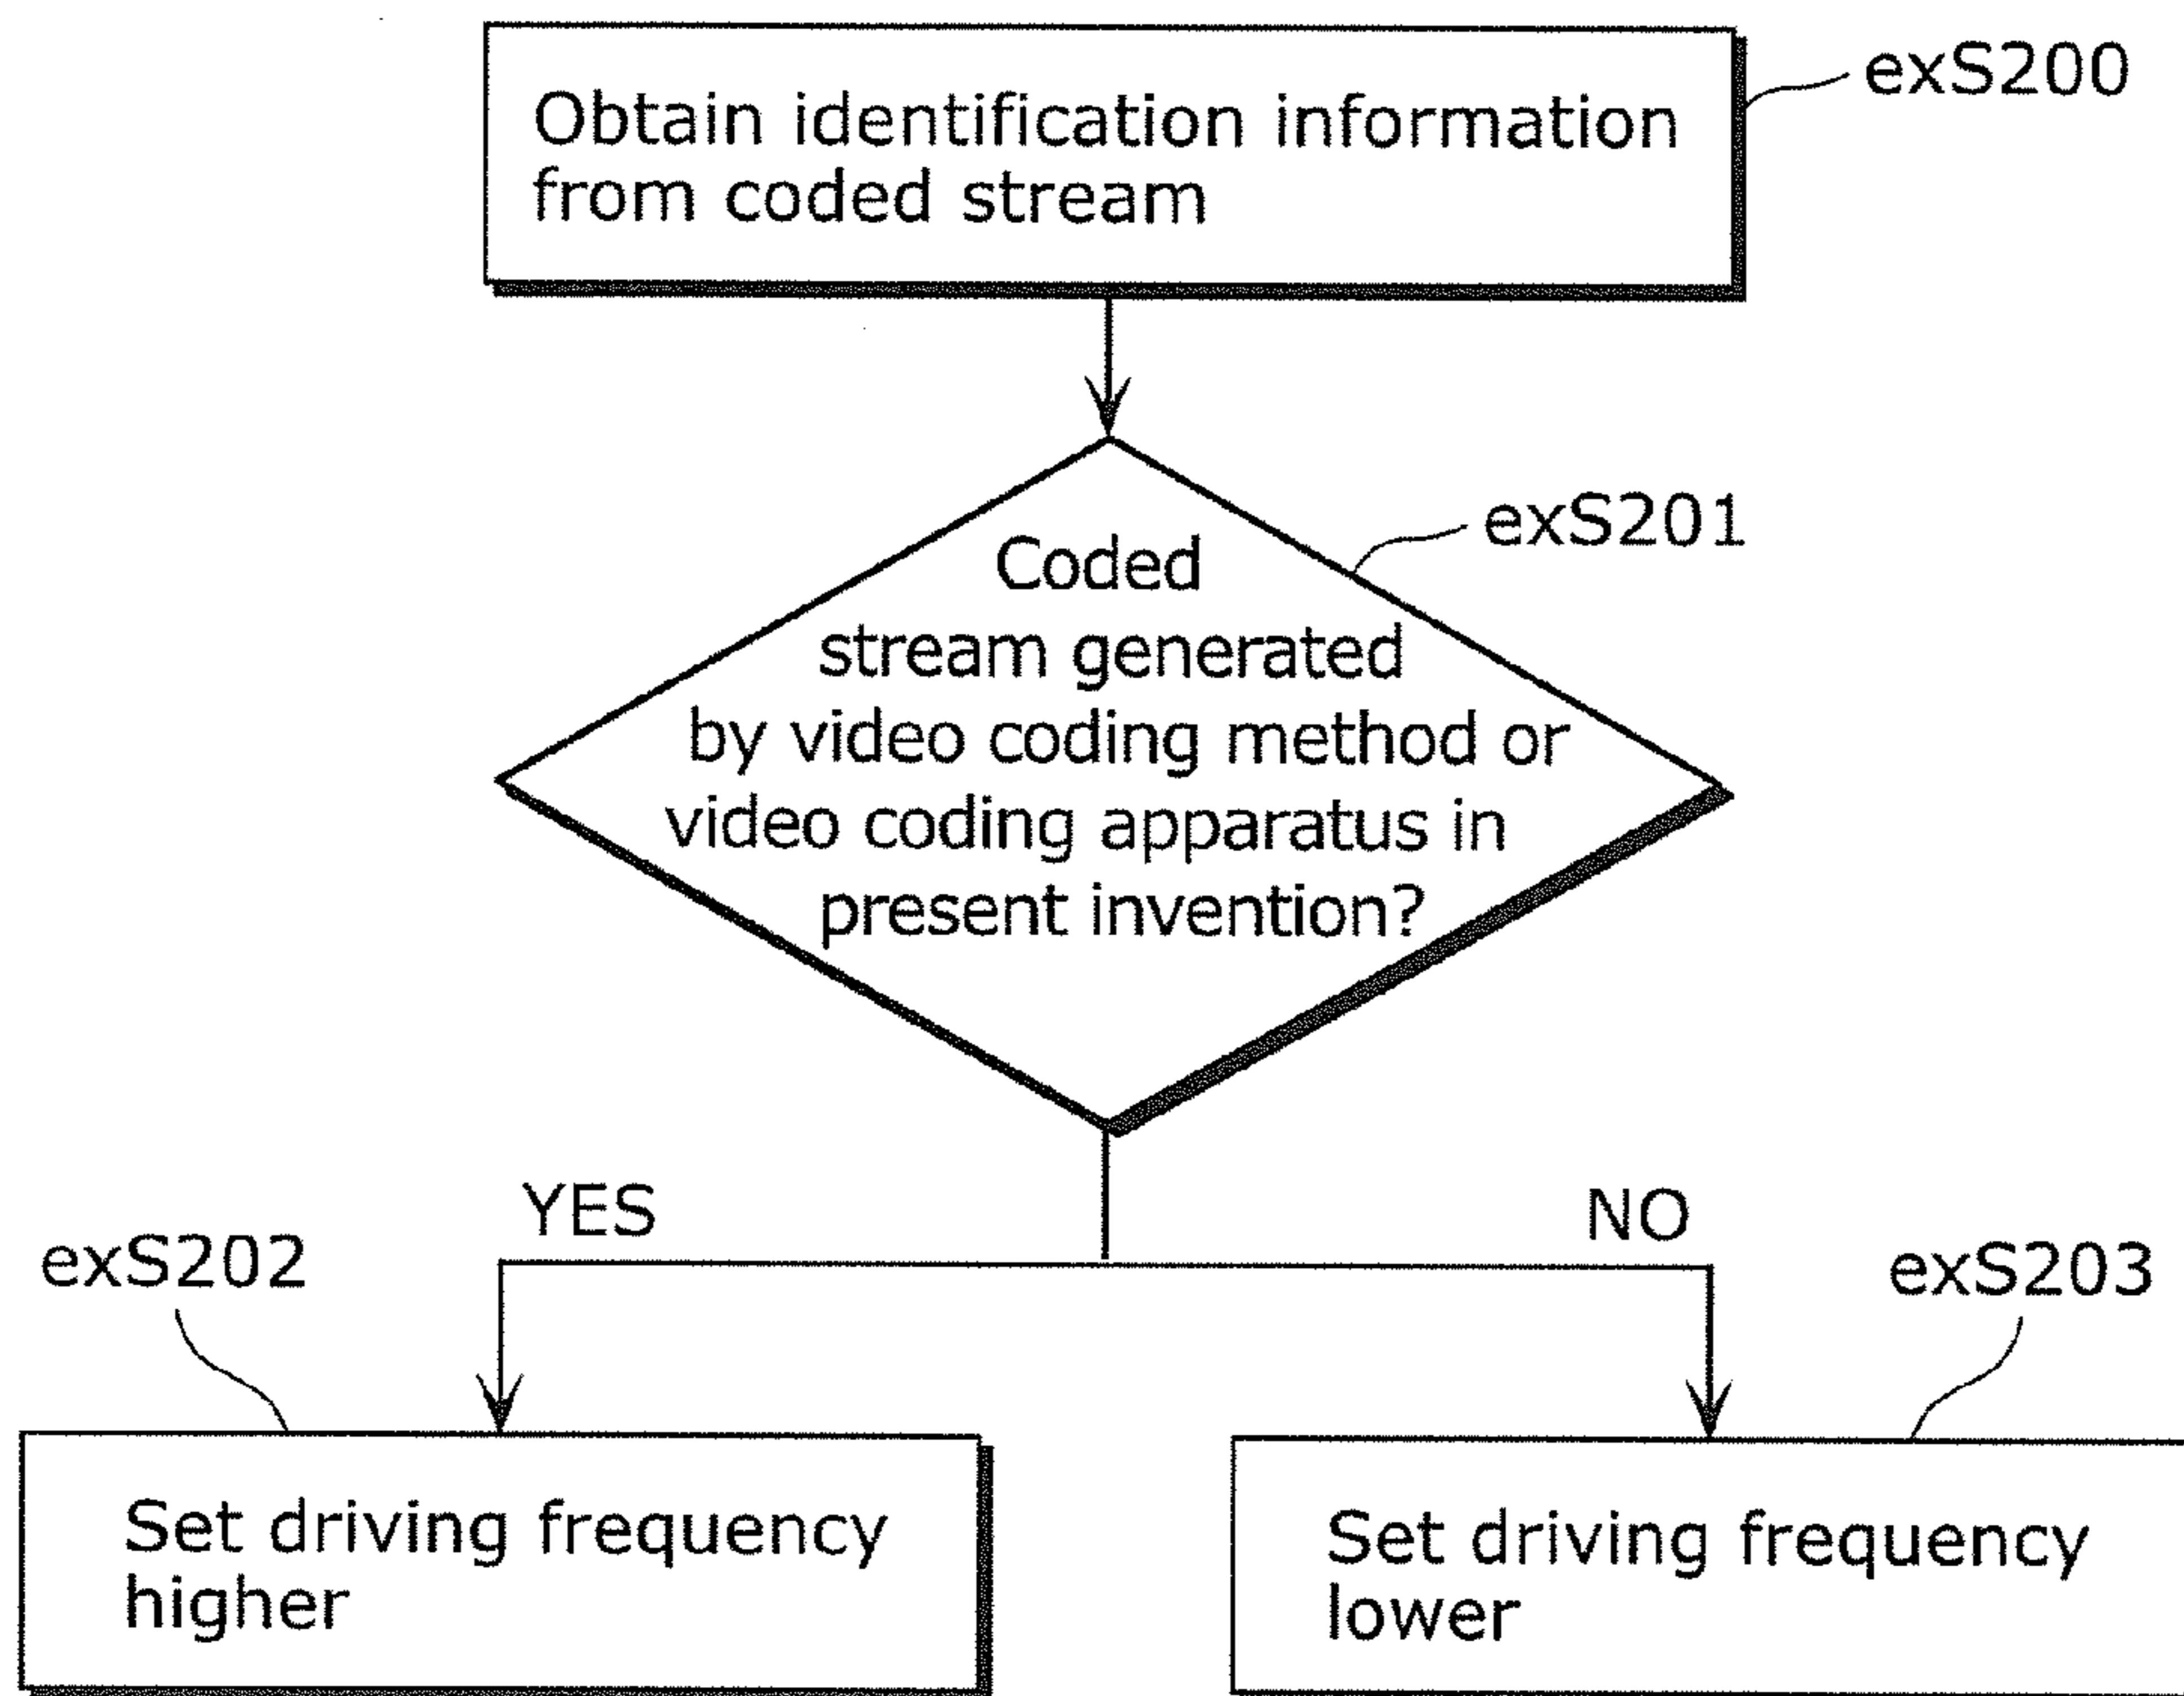 Obtain identification information
from coded stream
exS200
Coded
stream generated
by video coding method or
video coding apparatus in
present invention?
exS201
YES
NO
exS202
exS203
Set driving frequency
higher
Set driving frequency
lower